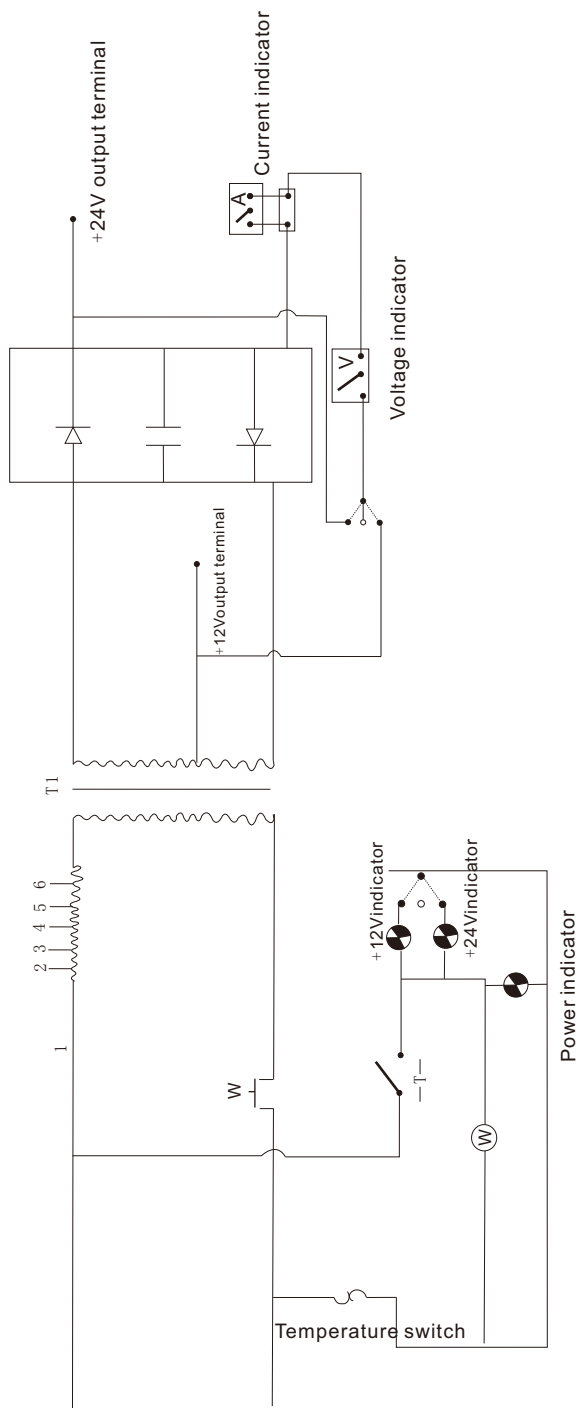 +24V output terminal
Current indicator
A
V
Voltage indicator
+12Voutput terminal
T1
6
5
4
3
2
1
W
+12Vindicator
+24Vindicator
Power indicator
T
W
Temperature switch